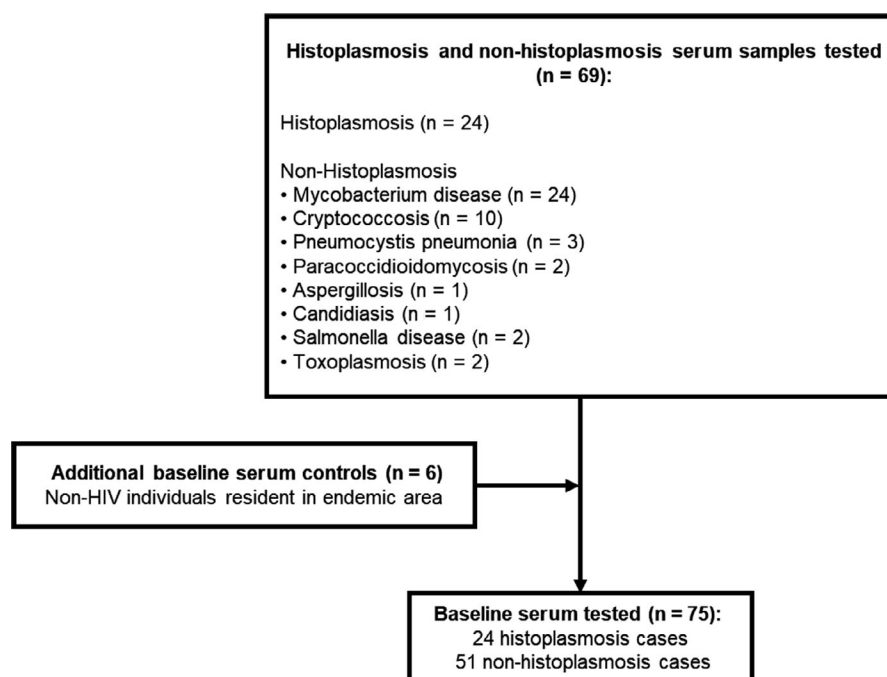 Histoplasmosis and non-histoplasmosis serum samples tested
(n = 69):
Histoplasmosis (n = 24)
Non-Histoplasmosis
• Mycobacterium disease (n = 24)
• Cryptococcosis (n = 10)
• Pneumocystis pneumonia (n = 3)
• Paracoccidioidomycosis (n = 2)
• Aspergillosis (n = 1)
• Candidiasis (n = 1)
• Salmonella disease (n = 2)
• Toxoplasmosis (n = 2)
Additional baseline serum controls (n = 6)
Non-HIV individuals resident in endemic area
Baseline serum tested (n = 75):
24 histoplasmosis cases
51 non-histoplasmosis cases